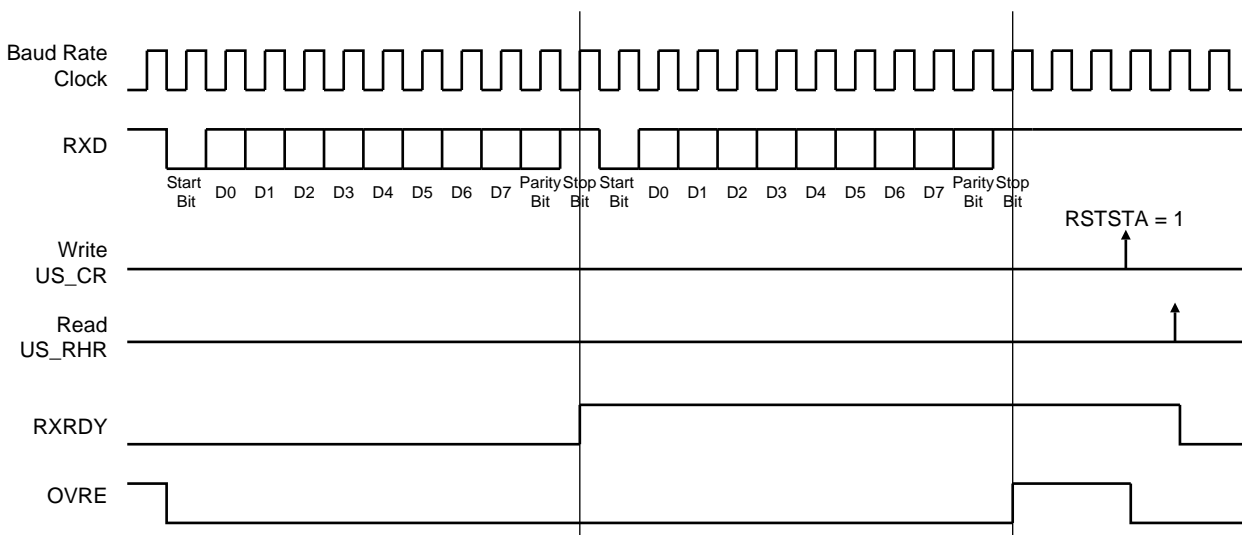 Baud Rate
Clock
RXD
Start
Bit
D0
D1
D2
D3
D4
D5
D6
D7
Parity
Bit
Stop
Bit
Start
Bit
D0
D1
D2
D3
D4
D5
D6
D7
Parity
Bit
Stop
Bit
RSTSTA = 1
Write
US_CR
Read
US_RHR
RXRDY
OVRE